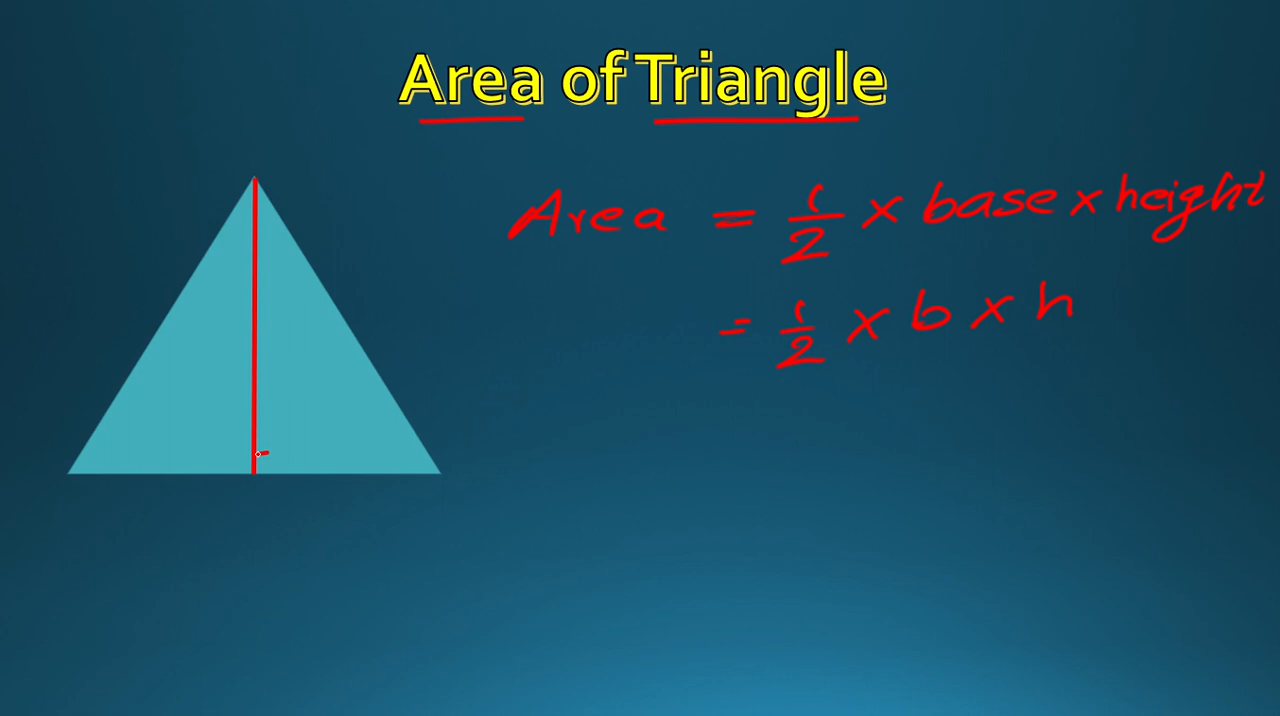 Area of Triangle
Area = 1/2 × base × height
= 1/2 × b × h